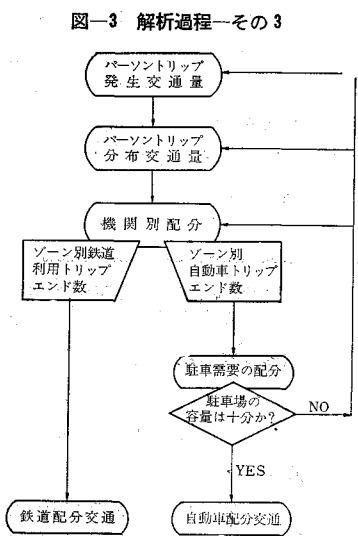 図―3 解析過程―その3
パーソントリップ
発生交通量
パーソントリップ
分布交通量
機関別配分
ゾーン別鉄道
利用トリップ
エンド数
ゾーン別
自動車トリップ
エンド数
駐車需要の配分
駐車場の
容量は十分か?
NO
YES
鉄道配分交通
自動車配分交通